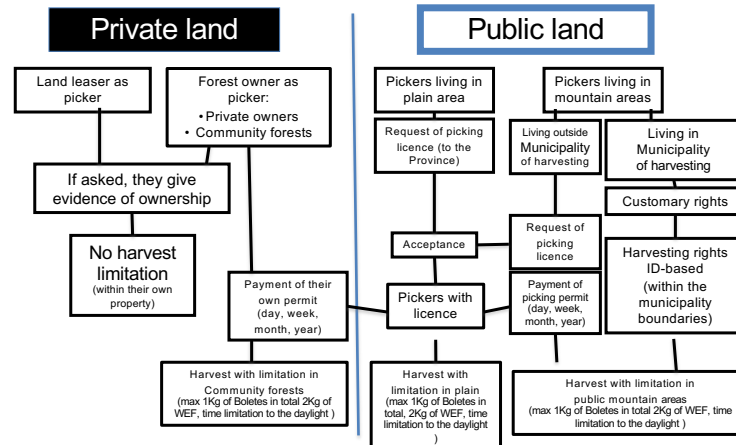 Private land
Public land
Land leaser as
picker
Forest owner as
picker:
• Private owners
• Community forests
Pickers living in
plain area
Pickers living in
mountain areas
Request of picking
licence (to the
Province)
Living outside
Municipality
of harvesting
Living in
Municipality
of harvesting
If asked, they give
evidence of ownership
Customary rights
No harvest
limitation
(within their own
property)
Acceptance
Request of
picking
licence
Harvesting rights
ID-based
(within the
municipality
boundaries)
Payment of their
own permit
(day, week,
month, year)
Pickers with
licence
Payment of
picking permit
(day, week,
month, year)
Harvest with limitation in
Community forests
(max 1Kg of Boletes in total 2Kg of
WEF, time limitation to the daylight
)
Harvest with
limitation in plain
(max 1Kg of Boletes in
total, 2Kg of WEF, time
limitation to the daylight
)
Harvest with limitation in
public mountain areas
(max 1Kg of Boletes in total 2Kg of WEF, time
limitation to the daylight )